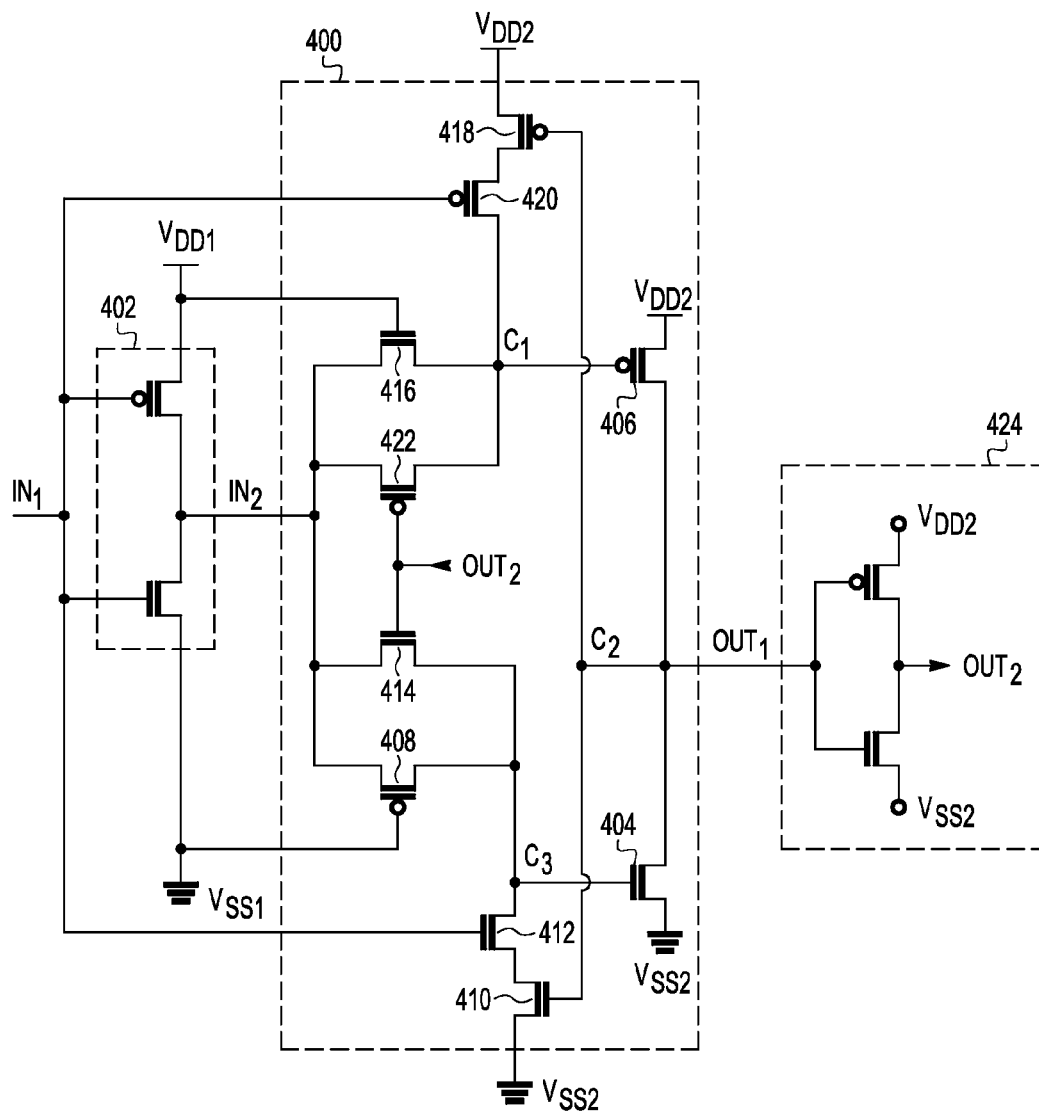 400
V_DD2
418
420
V_DD1
402
416
C_1
V_DD2
406
422
IN_1
IN_2
OUT_2
424
V_DD2
414
C_2
OUT_1
OUT_2
408
404
V_SS2
C_3
V_SS1
412
V_SS2
410
V_SS2